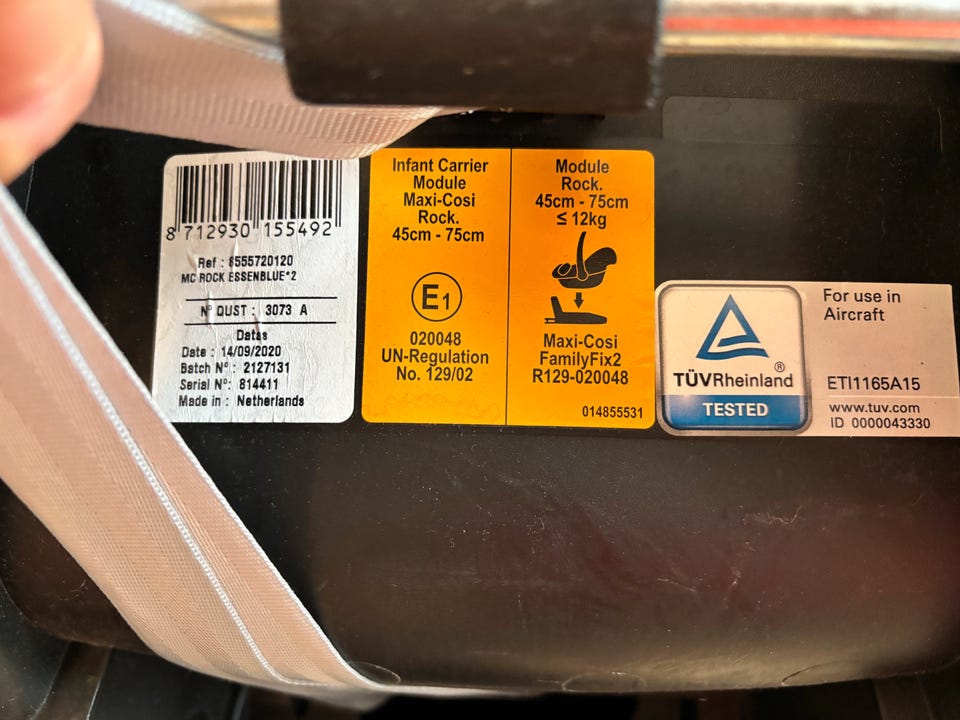 8 712930 155492
Ref : 8555720120
MC ROCK ESSENBLUE*2
N° QUST : 3073 A
Datas
Date : 14/09/2020
Batch N° : 2127131
Serial N° : 814411
Made in : Netherlands
Infant Carrier
Module
Maxi-Cosi
Rock.
45cm - 75cm
E1
020048
UN-Regulation
No. 129/02
Module
Rock.
45cm - 75cm
≤ 12kg
Maxi-Cosi
FamilyFix2
R129-020048
014855531
TÜVRheinland®
TESTED
For use in
Aircraft
ETI1165A15
www.tuv.com
ID 0000043330